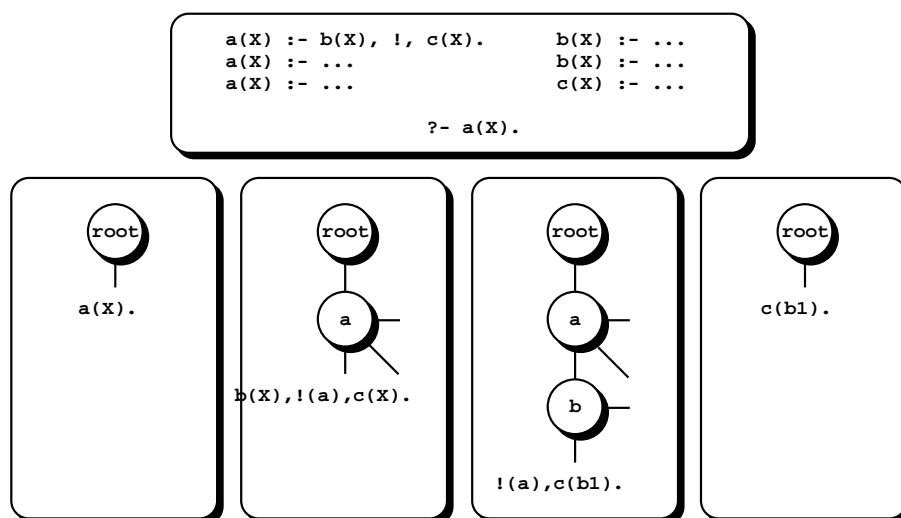 a(X) :- b(X), !, c(X). b(X) :- ...
a(X) :- ... b(X) :- ...
a(X) :- ... c(X) :- ...
?- a(X).
root
a(X).
root
a
b(X),!(a),c(X).
root
a
b
!(a),c(b1).
root
c(b1).